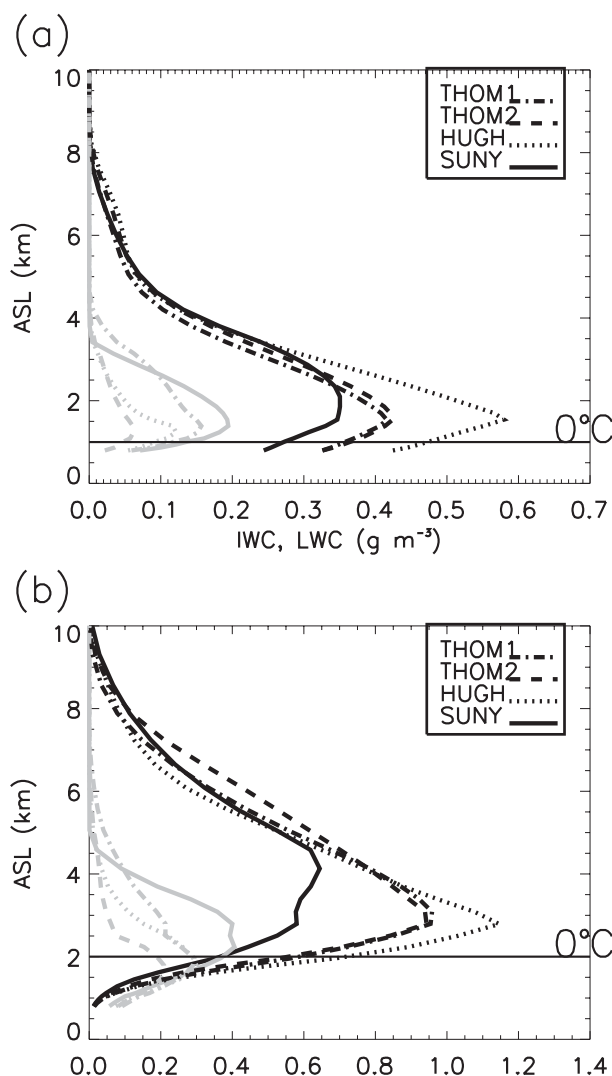 (a)
10
THOM1
THOM2
HUGH
SUNY
8
6
ASL (km)
4
2
0°C
0
0.0 0.1 0.2 0.3 0.4 0.5 0.6 0.7
IWC, LWC (g m⁻³)
(b)
10
THOM1
THOM2
HUGH
SUNY
8
6
ASL (km)
4
0°C
2
0
0.0 0.2 0.4 0.6 0.8 1.0 1.2 1.4